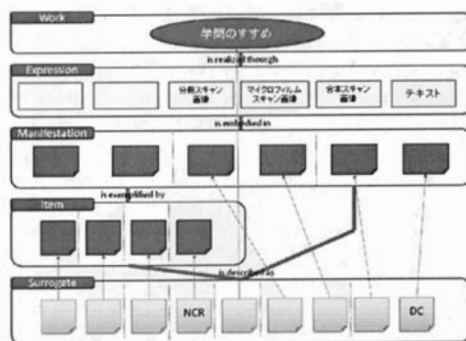 Work
学問のすすめ
is realized though
Expression
分冊スキャン
画像
マイクロフィルム
スキャン画像
合本スキャン
画像
テキスト
is embodied in
Manifestation
is exemplified by
Item
is described as
Surrogate
NCR
DC